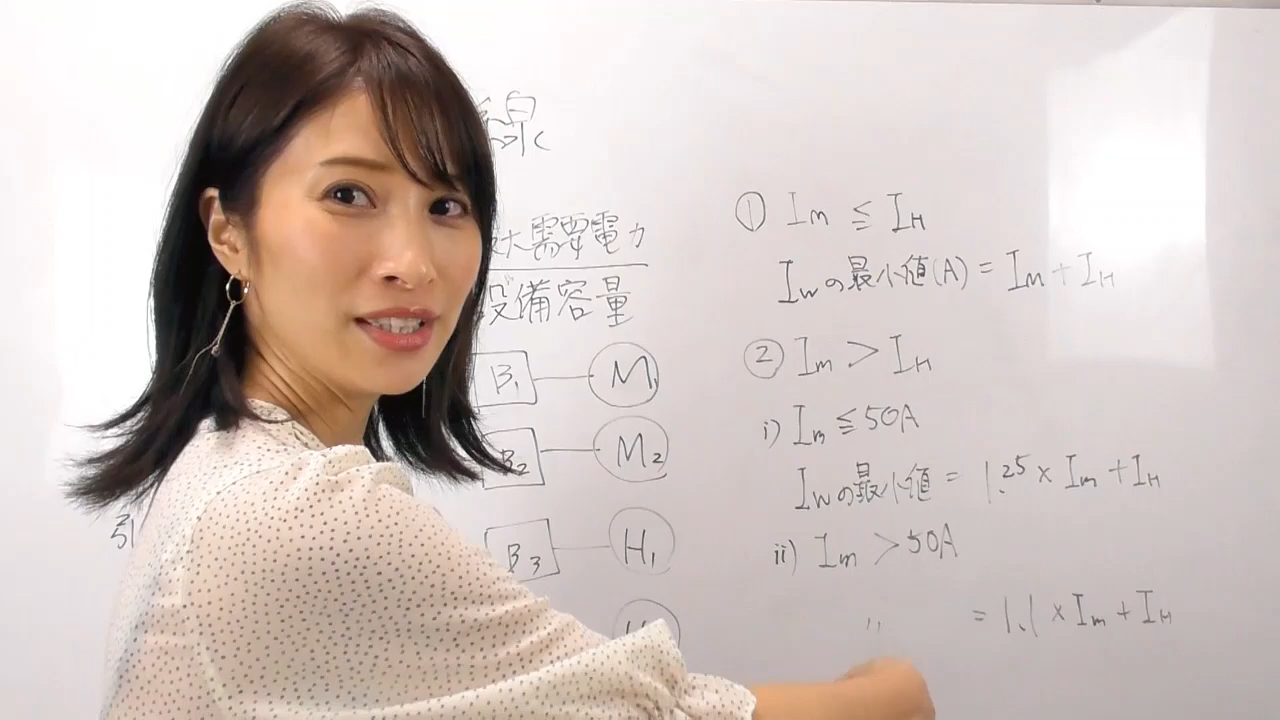 線
大需要電力
設備容量
B₁ M₁
B₂ M₂
B₃ H₁
引
① Im ≦ IH
Iwの最小値(A) = Im + IH
② Im > IH
i) Im ≦ 50A
Iwの最小値 = 1.25 × Im + IH
ii) Im > 50A
〃 = 1.1 × Im + IH